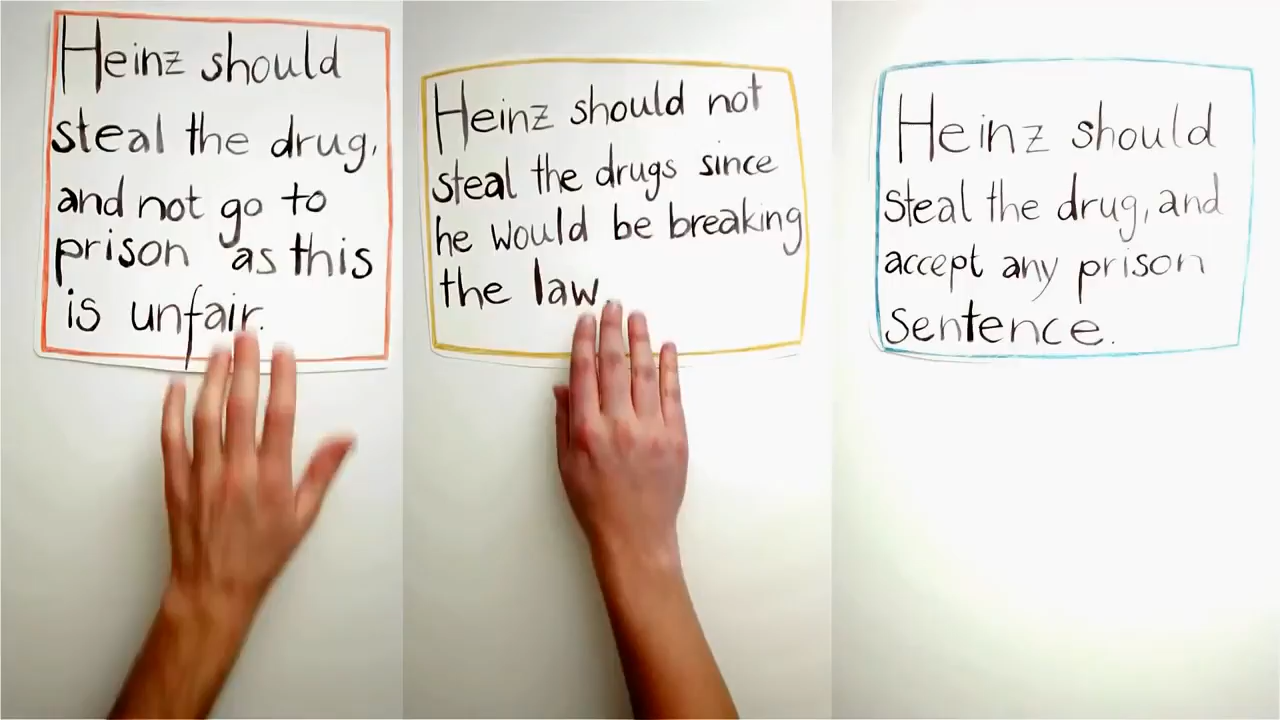 Heinz should
steal the drug,
and not go to
prison as this
is unfair.
Heinz should not
steal the drugs since
he would be breaking
the law.
Heinz should
steal the drug, and
accept any prison
sentence.